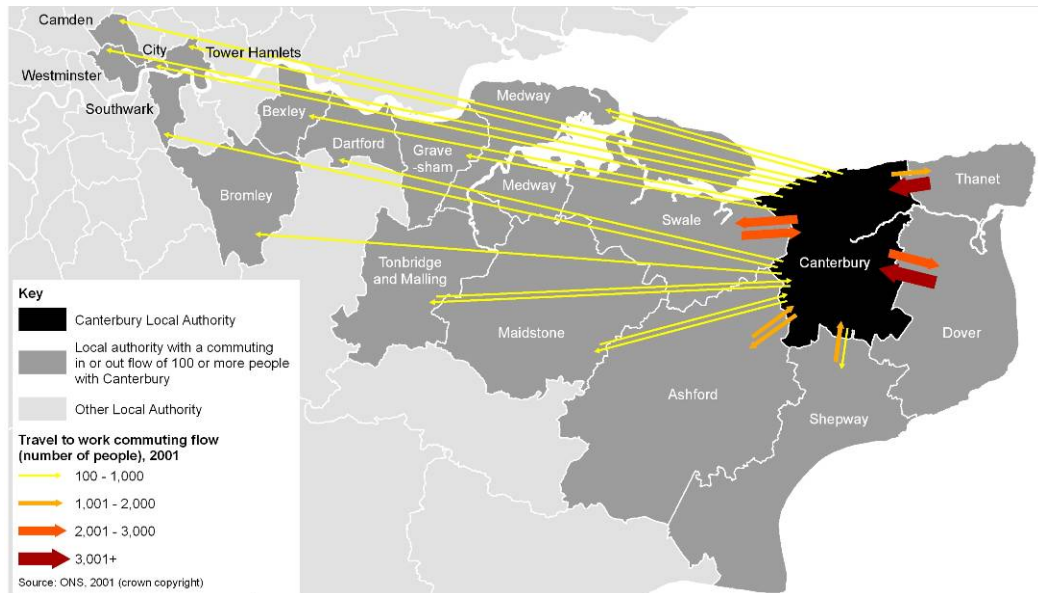 Camden
City
Tower Hamlets
Westminster
Southwark
Bexley
Medway
Dartford
Grave
-sham
Thanet
Bromley
Medway
Swale
Canterbury
Tonbridge
and Malling
Maidstone
Dover
Ashford
Shepway
Key
Canterbury Local Authority
Local authority with a commuting
in or out flow of 100 or more people
with Canterbury
Other Local Authority
Travel to work commuting flow
(number of people), 2001
100 - 1,000
1,001 - 2,000
2,001 - 3,000
3,001+
Source: ONS, 2001 (crown copyright)